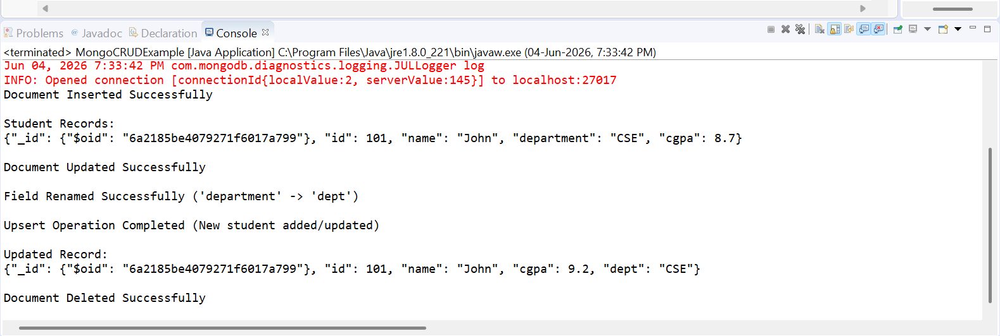 Problems @ Javadoc Declaration Console
<terminated> MongoCRUDExample [Java Application] C:\Program Files\Java\jre1.8.0_221\bin\javaw.exe (04-Jun-2026, 7:33:42 PM)
Jun 04, 2026 7:33:42 PM com.mongodb.diagnostics.logging.JULLogger log
INFO: Opened connection [connectionId{localValue:2, serverValue:145}] to localhost:27017
Document Inserted Successfully
Student Records:
{"_id": {"$oid": "6a2185be4079271f6017a799"}, "id": 101, "name": "John", "department": "CSE", "cgpa": 8.7}
Document Updated Successfully
Field Renamed Successfully ('department' -> 'dept')
Upsert Operation Completed (New student added/updated)
Updated Record:
{"_id": {"$oid": "6a2185be4079271f6017a799"}, "id": 101, "name": "John", "cgpa": 9.2, "dept": "CSE"}
Document Deleted Successfully